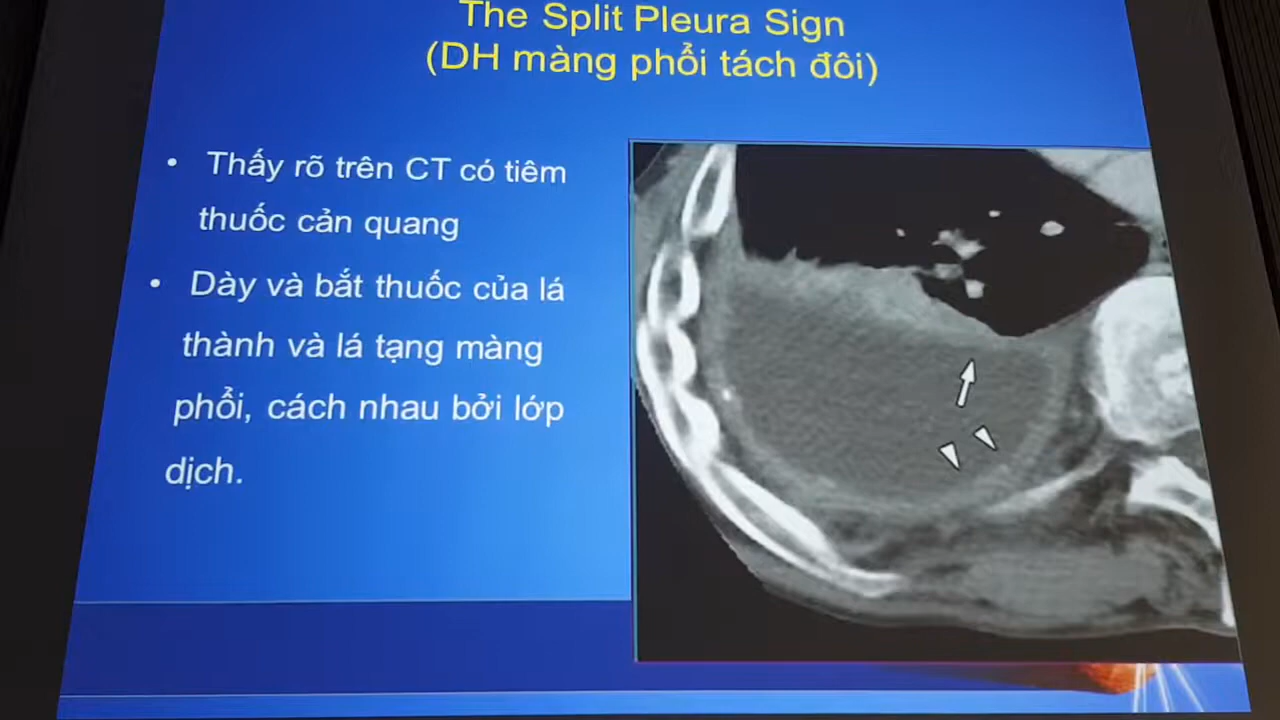 The Split Pleura Sign
(DH màng phổi tách đôi)
• Thấy rõ trên CT có tiêm
thuốc cản quang
• Dày và bắt thuốc của lá
thành và lá tạng màng
phổi, cách nhau bởi lớp
dịch.